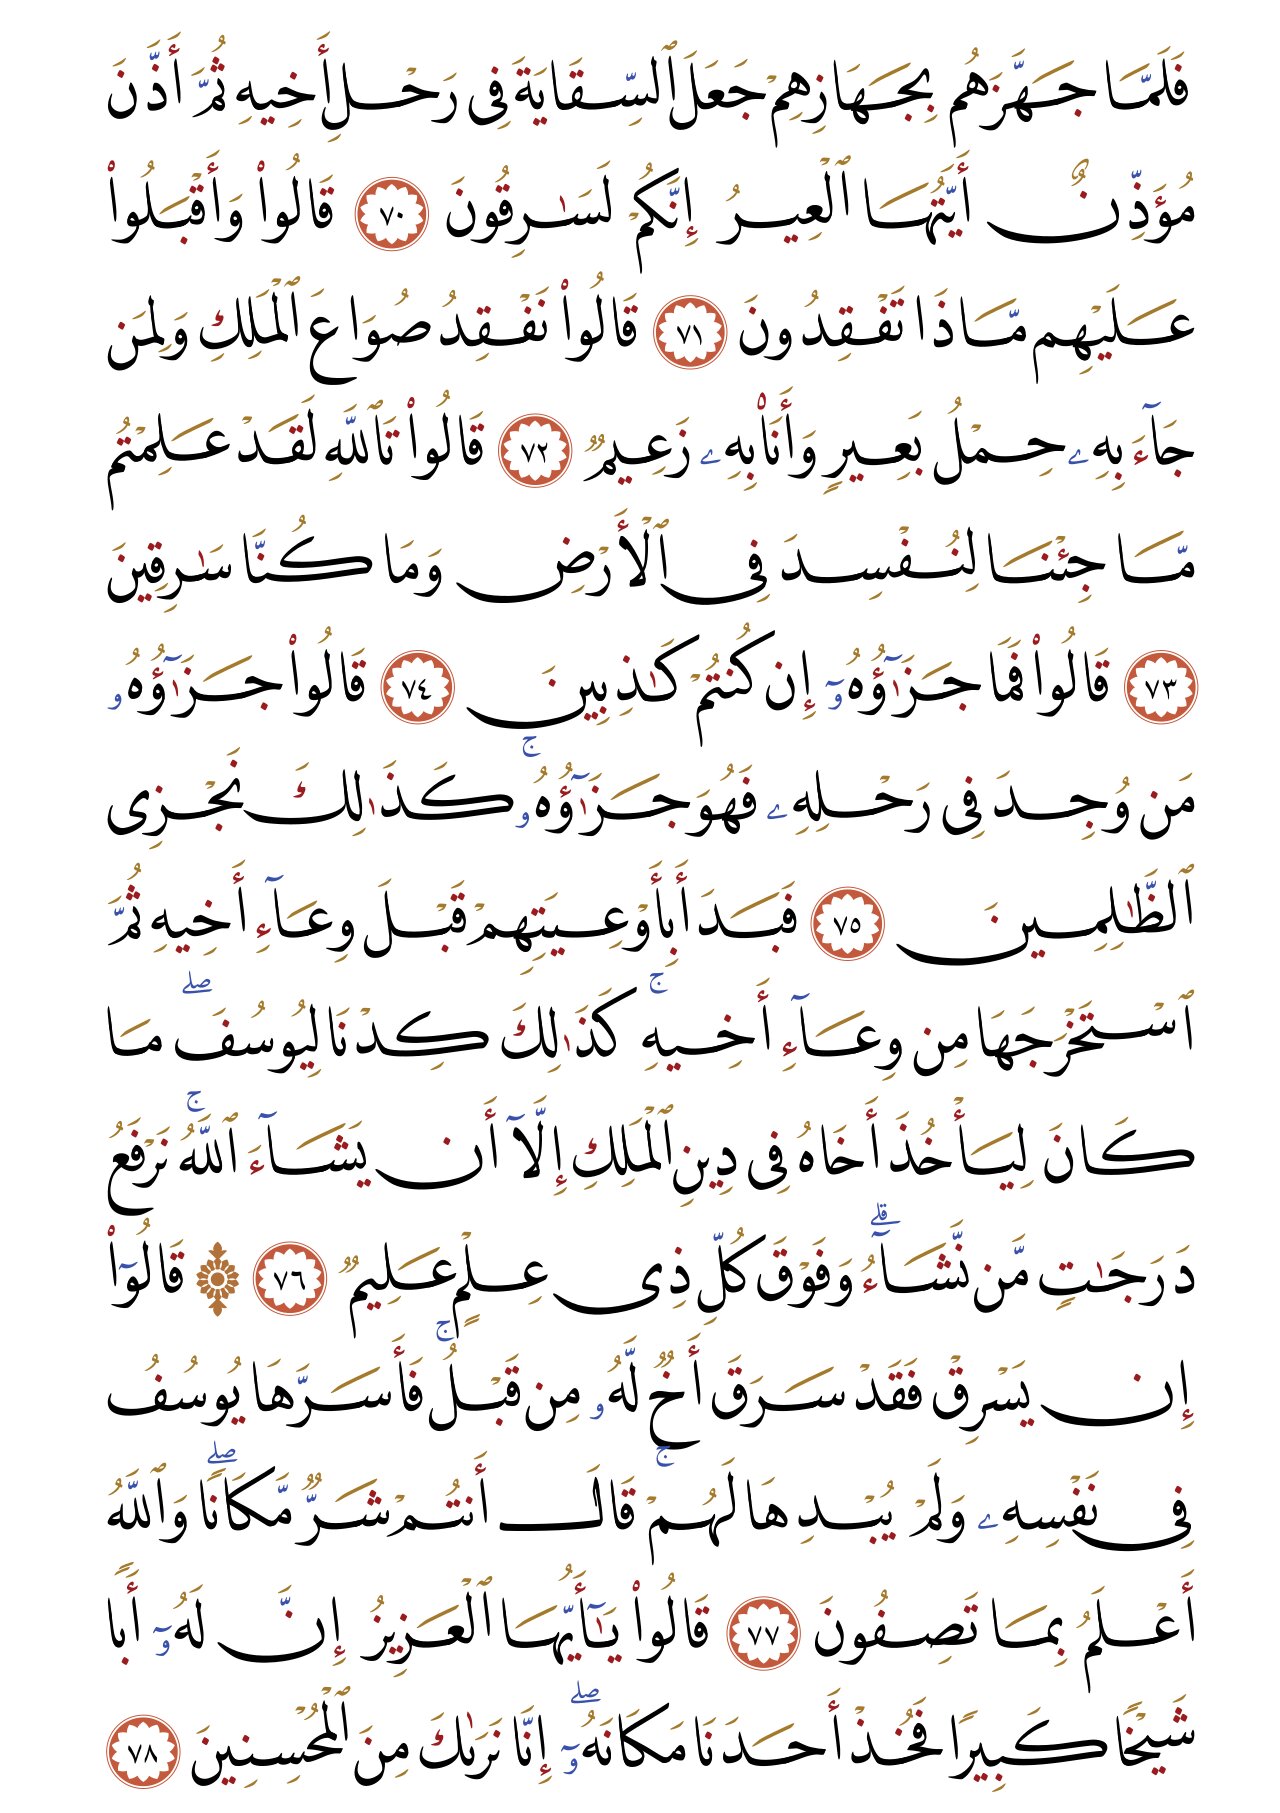 فَلَمَّا جَهَّزَهُم بِجَهَازِهِمْ جَعَلَ ٱلسِّقَايَةَ فِى رَحْلِ أَخِيهِ ثُمَّ أَذَّنَ
مُؤَذِّنٌ أَيَّتُهَا ٱلْعِيرُ إِنَّكُمْ لَسَـٰرِقُونَ ٧٠ قَالُوا۟ وَأَقْبَلُوا۟
عَلَيْهِم مَّاذَا تَفْقِدُونَ ٧١ قَالُوا۟ نَفْقِدُ صُوَاعَ ٱلْمَلِكِ وَلِمَن
جَآءَ بِهِۦ حِمْلُ بَعِيرٍ وَأَنَا۠ بِهِۦ زَعِيمٌ ٧٢ قَالُوا۟ تَٱللَّهِ لَقَدْ عَلِمْتُم
مَّا جِئْنَا لِنُفْسِدَ فِى ٱلْأَرْضِ وَمَا كُنَّا سَـٰرِقِينَ
٧٣ قَالُوا۟ فَمَا جَزَٰٓؤُهُۥٓ إِن كُنتُمْ كَـٰذِبِينَ ٧٤ قَالُوا۟ جَزَٰٓؤُهُۥ
مَن وُجِدَ فِى رَحْلِهِۦ فَهُوَ جَزَٰٓؤُهُۥ ۚ كَذَٰلِكَ نَجْزِى
ٱلظَّـٰلِمِينَ ٧٥ فَبَدَأَ بِأَوْعِيَتِهِمْ قَبْلَ وِعَآءِ أَخِيهِ ثُمَّ
ٱسْتَخْرَجَهَا مِن وِعَآءِ أَخِيهِ ۚ كَذَٰلِكَ كِدْنَا لِيُوسُفَ ۖ مَا
كَانَ لِيَأْخُذَ أَخَاهُ فِى دِينِ ٱلْمَلِكِ إِلَّآ أَن يَشَآءَ ٱللَّهُ ۚ نَرْفَعُ
دَرَجَـٰتٍ مَّن نَّشَآءُ ۗ وَفَوْقَ كُلِّ ذِى عِلْمٍ عَلِيمٌ ٧٦ ۞ قَالُوٓا۟
إِن يَسْرِقْ فَقَدْ سَرَقَ أَخٌ لَّهُۥ مِن قَبْلُ ۚ فَأَسَرَّهَا يُوسُفُ
فِى نَفْسِهِۦ وَلَمْ يُبْدِهَا لَهُمْ ۚ قَالَ أَنتُمْ شَرٌّ مَّكَانًا ۖ وَٱللَّهُ
أَعْلَمُ بِمَا تَصِفُونَ ٧٧ قَالُوا۟ يَـٰٓأَيُّهَا ٱلْعَزِيزُ إِنَّ لَهُۥٓ أَبًا
شَيْخًا كَبِيرًا فَخُذْ أَحَدَنَا مَكَانَهُۥٓ ۖ إِنَّا نَرَىٰكَ مِنَ ٱلْمُحْسِنِينَ ٧٨